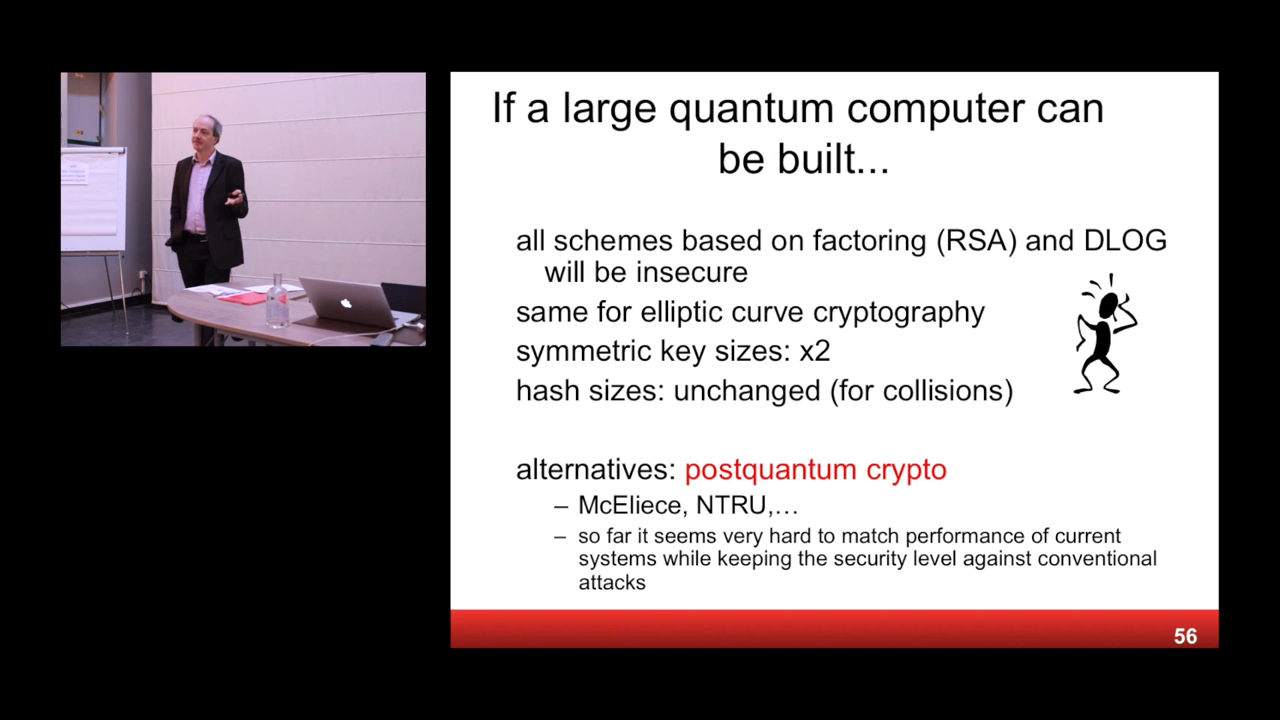 If a large quantum computer can
be built...
all schemes based on factoring (RSA) and DLOG
will be insecure
same for elliptic curve cryptography
symmetric key sizes: x2
hash sizes: unchanged (for collisions)
alternatives: postquantum crypto
– McEliece, NTRU,…
– so far it seems very hard to match performance of current
systems while keeping the security level against conventional
attacks
56